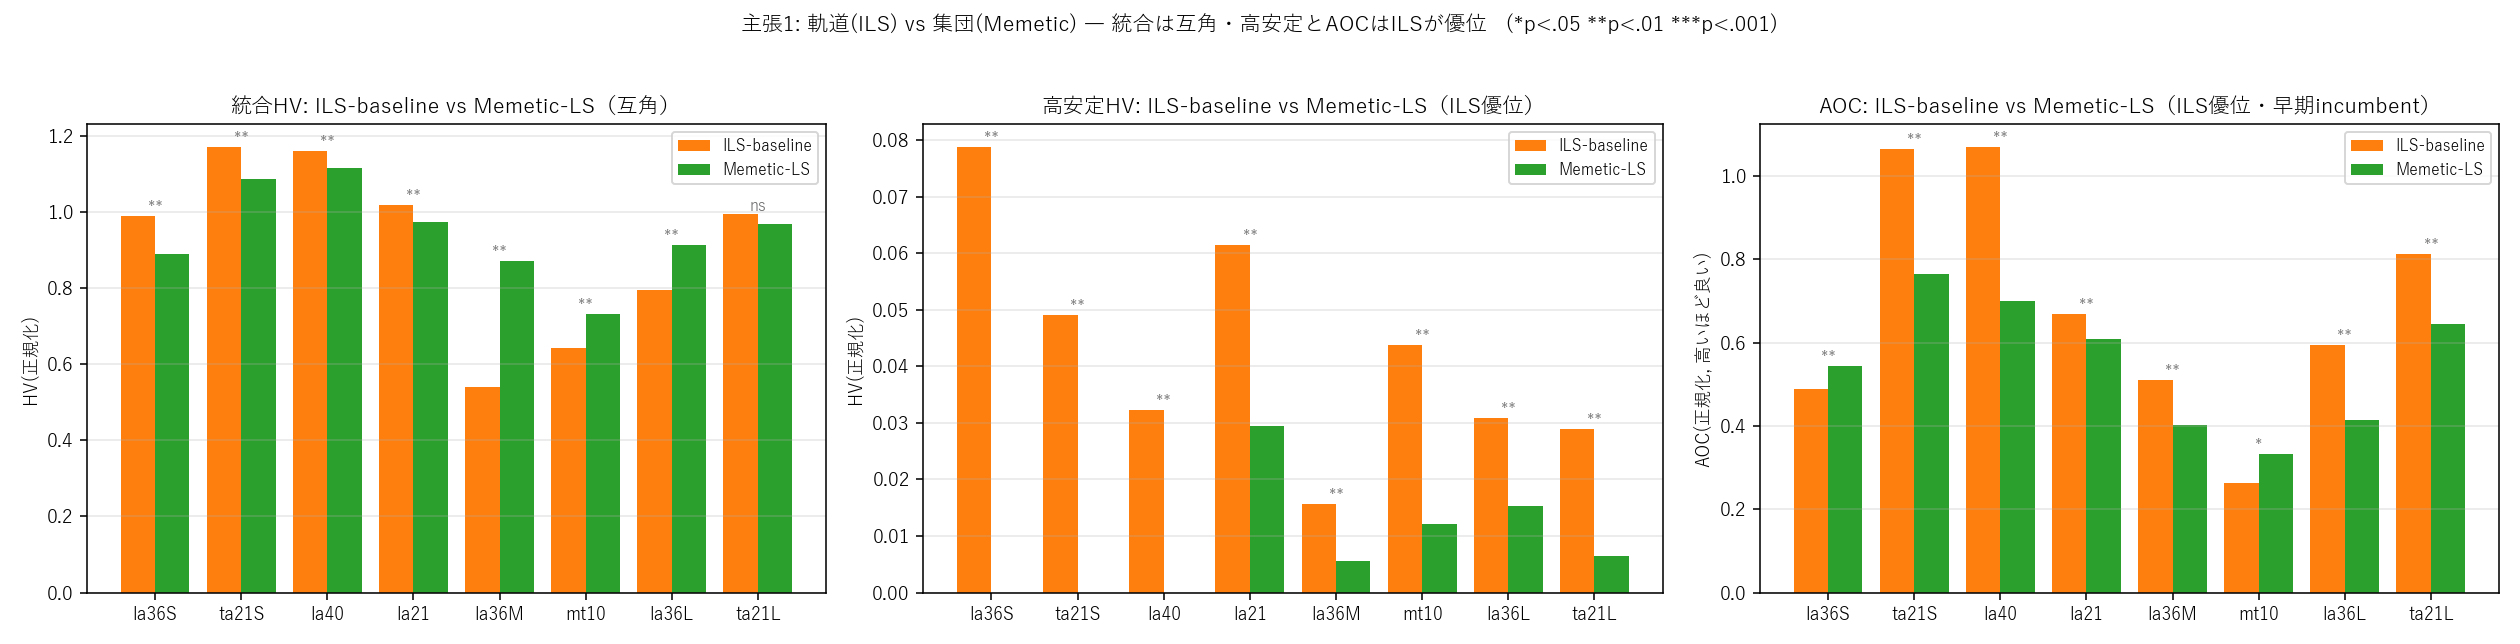 主張1: 軌道(ILS) vs 集団(Memetic) — 統合は互角・高安定とAOCはILSが優位 （*p<.05 **p<.01 ***p<.001）
統合HV: ILS-baseline vs Memetic-LS（互角）
HV(正規化)
1.2
1.0
0.8
0.6
0.4
0.2
0.0
ILS-baseline
Memetic-LS
**
**
**
**
**
**
**
ns
la36S
ta21S
la40
la21
la36M
mt10
la36L
ta21L
高安定HV: ILS-baseline vs Memetic-LS（ILS優位）
HV(正規化)
0.08
0.07
0.06
0.05
0.04
0.03
0.02
0.01
0.00
ILS-baseline
Memetic-LS
**
**
**
**
**
**
**
**
la36S
ta21S
la40
la21
la36M
mt10
la36L
ta21L
AOC: ILS-baseline vs Memetic-LS（ILS優位・早期incumbent）
AOC(正規化, 高いほど良い)
1.0
0.8
0.6
0.4
0.2
0.0
ILS-baseline
Memetic-LS
**
**
**
**
**
*
**
**
la36S
ta21S
la40
la21
la36M
mt10
la36L
ta21L